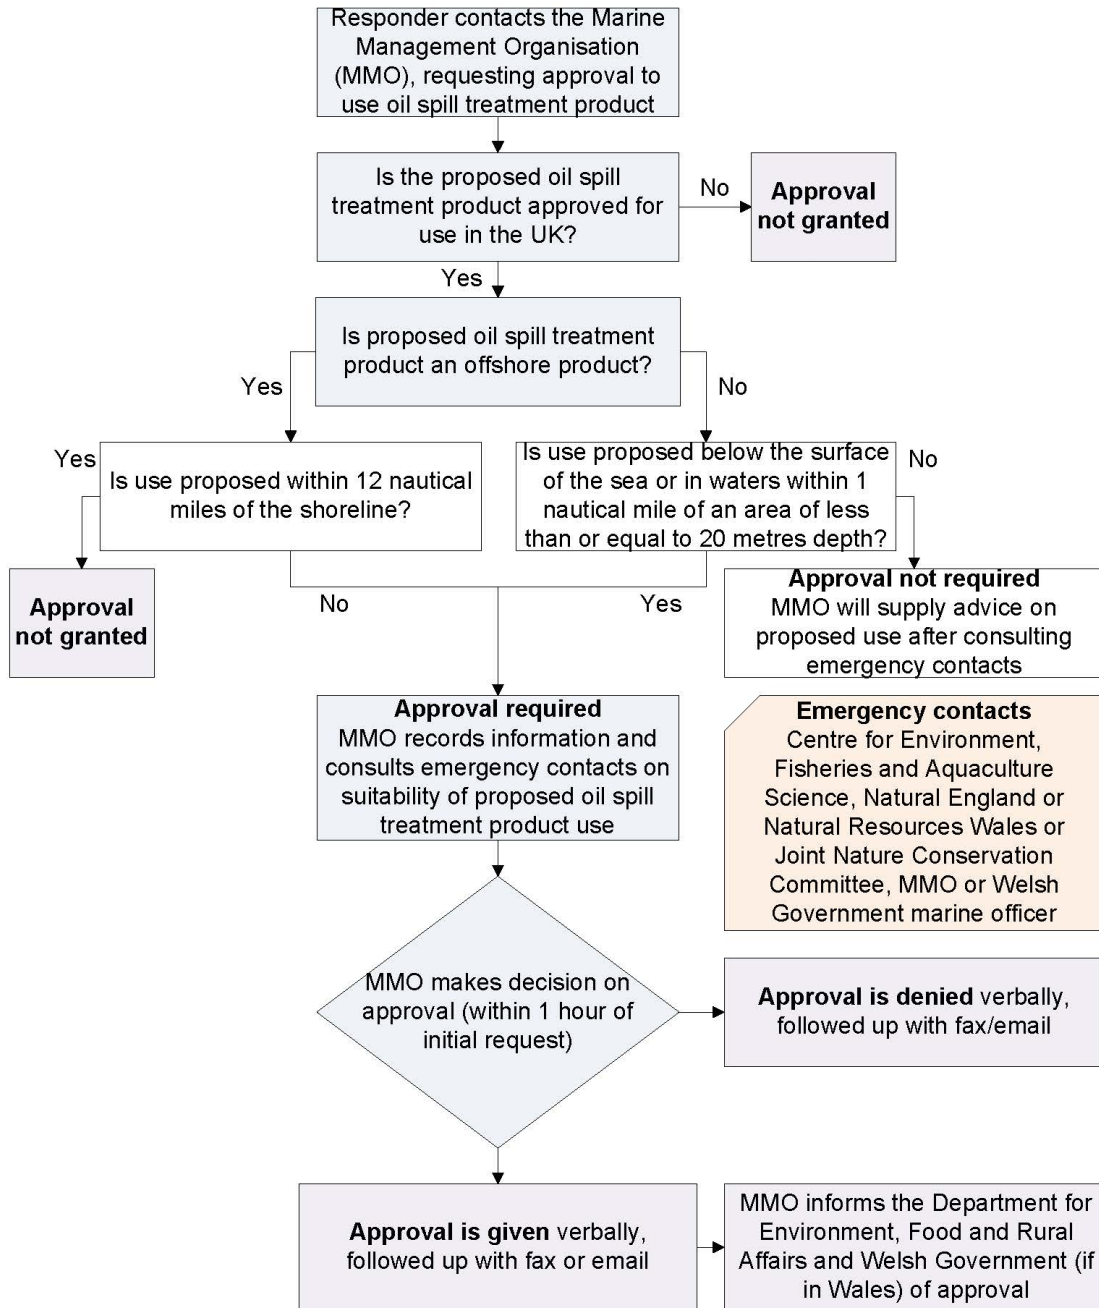 Responder contacts the Marine
Management Organisation
(MMO), requesting approval to
use oil spill treatment product
Is the proposed oil spill
treatment product approved for
use in the UK?
No
Approval
not granted
Yes
Is proposed oil spill treatment
product an offshore product?
Yes
No
Yes
Is use proposed within 12 nautical
miles of the shoreline?
Is use proposed below the surface
of the sea or in waters within 1
nautical mile of an area of less
than or equal to 20 metres depth?
No
Approval
not granted
No
Yes
Approval not required
MMO will supply advice on
proposed use after consulting
emergency contacts
Approval required
MMO records information and
consults emergency contacts on
suitability of proposed oil spill
treatment product use
Emergency contacts
Centre for Environment,
Fisheries and Aquaculture
Science, Natural England or
Natural Resources Wales or
Joint Nature Conservation
Committee, MMO or Welsh
Government marine officer
MMO makes decision on
approval (within 1 hour of
initial request)
Approval is denied verbally,
followed up with fax/email
Approval is given verbally,
followed up with fax or email
MMO informs the Department for
Environment, Food and Rural
Affairs and Welsh Government (if
in Wales) of approval